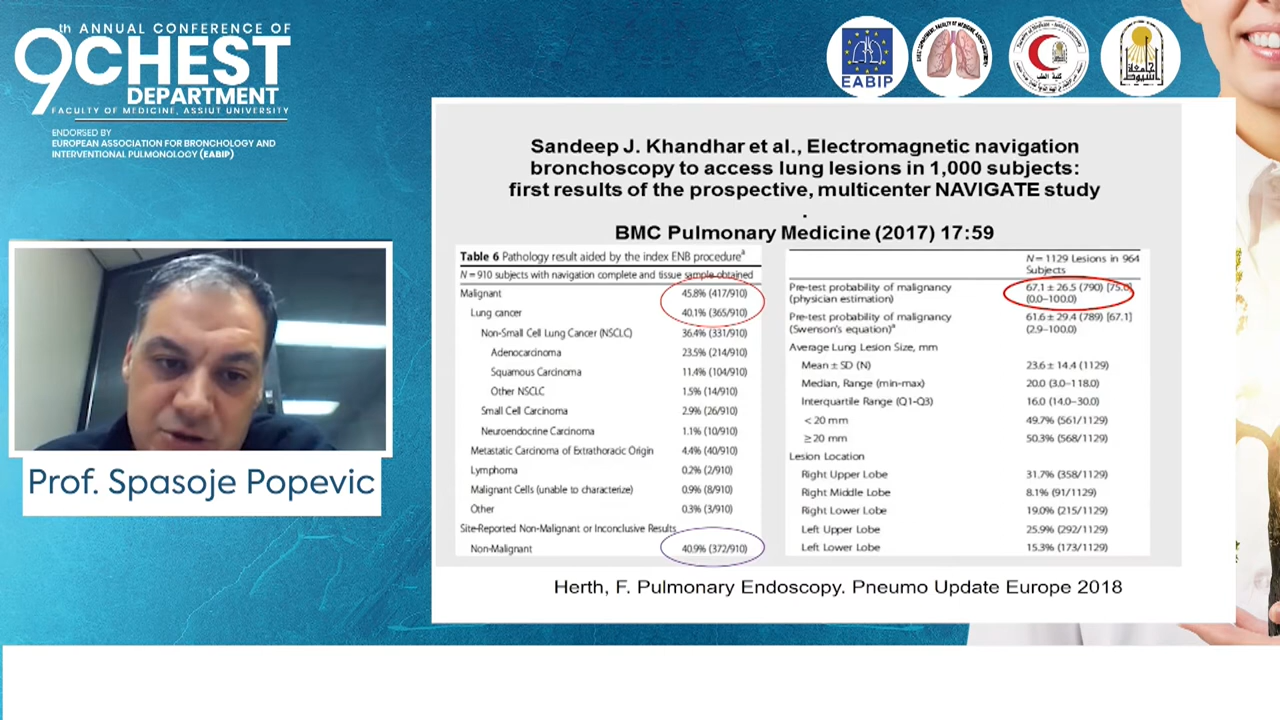 9th ANNUAL CONFERENCE OF
CHEST
DEPARTMENT
FACULTY OF MEDICINE, ASSIUT UNIVERSITY
ENDORSED BY
EUROPEAN ASSOCIATION FOR BRONCHOLOGY AND
INTERVENTIONAL PULMONOLOGY (EABIP)
EABIP
كلية الطب
جامعة أسيوط
Sandeep J. Khandhar et al., Electromagnetic navigation
bronchoscopy to access lung lesions in 1,000 subjects:
first results of the prospective, multicenter NAVIGATE study
.
BMC Pulmonary Medicine (2017) 17:59
Table 6 Pathology result aided by the index ENB procedureª
N = 910 subjects with navigation complete and tissue sample obtained
Malignant 45.8% (417/910)
Lung cancer 40.1% (365/910)
Non-Small Cell Lung Cancer (NSCLC) 36.4% (331/910)
Adenocarcinoma 23.5% (214/910)
Squamous Carcinoma 11.4% (104/910)
Other NSCLC 1.5% (14/910)
Small Cell Carcinoma 2.9% (26/910)
Neuroendocrine Carcinoma 1.1% (10/910)
Metastatic Carcinoma of Extrathoracic Origin 4.4% (40/910)
Lymphoma 0.2% (2/910)
Malignant Cells (unable to characterize) 0.9% (8/910)
Other 0.3% (3/910)
Site-Reported Non-Malignant or Inconclusive Results
Non-Malignant 40.9% (372/910)
N = 1129 Lesions in 964
Subjects
Pre-test probability of malignancy 67.1 ± 26.5 (790) [75.0]
(physician estimation) (0.0–100.0)
Pre-test probability of malignancy 61.6 ± 29.4 (789) [67.1]
(Swenson's equation)ª (2.9–100.0)
Average Lung Lesion Size, mm
Mean ± SD (N) 23.6 ± 14.4 (1129)
Median, Range (min-max) 20.0 (3.0–118.0)
Interquartile Range (Q1-Q3) 16.0 (14.0–30.0)
< 20 mm 49.7% (561/1129)
≥ 20 mm 50.3% (568/1129)
Lesion Location
Right Upper Lobe 31.7% (358/1129)
Right Middle Lobe 8.1% (91/1129)
Right Lower Lobe 19.0% (215/1129)
Left Upper Lobe 25.9% (292/1129)
Left Lower Lobe 15.3% (173/1129)
Herth, F. Pulmonary Endoscopy. Pneumo Update Europe 2018
Prof. Spasoje Popevic